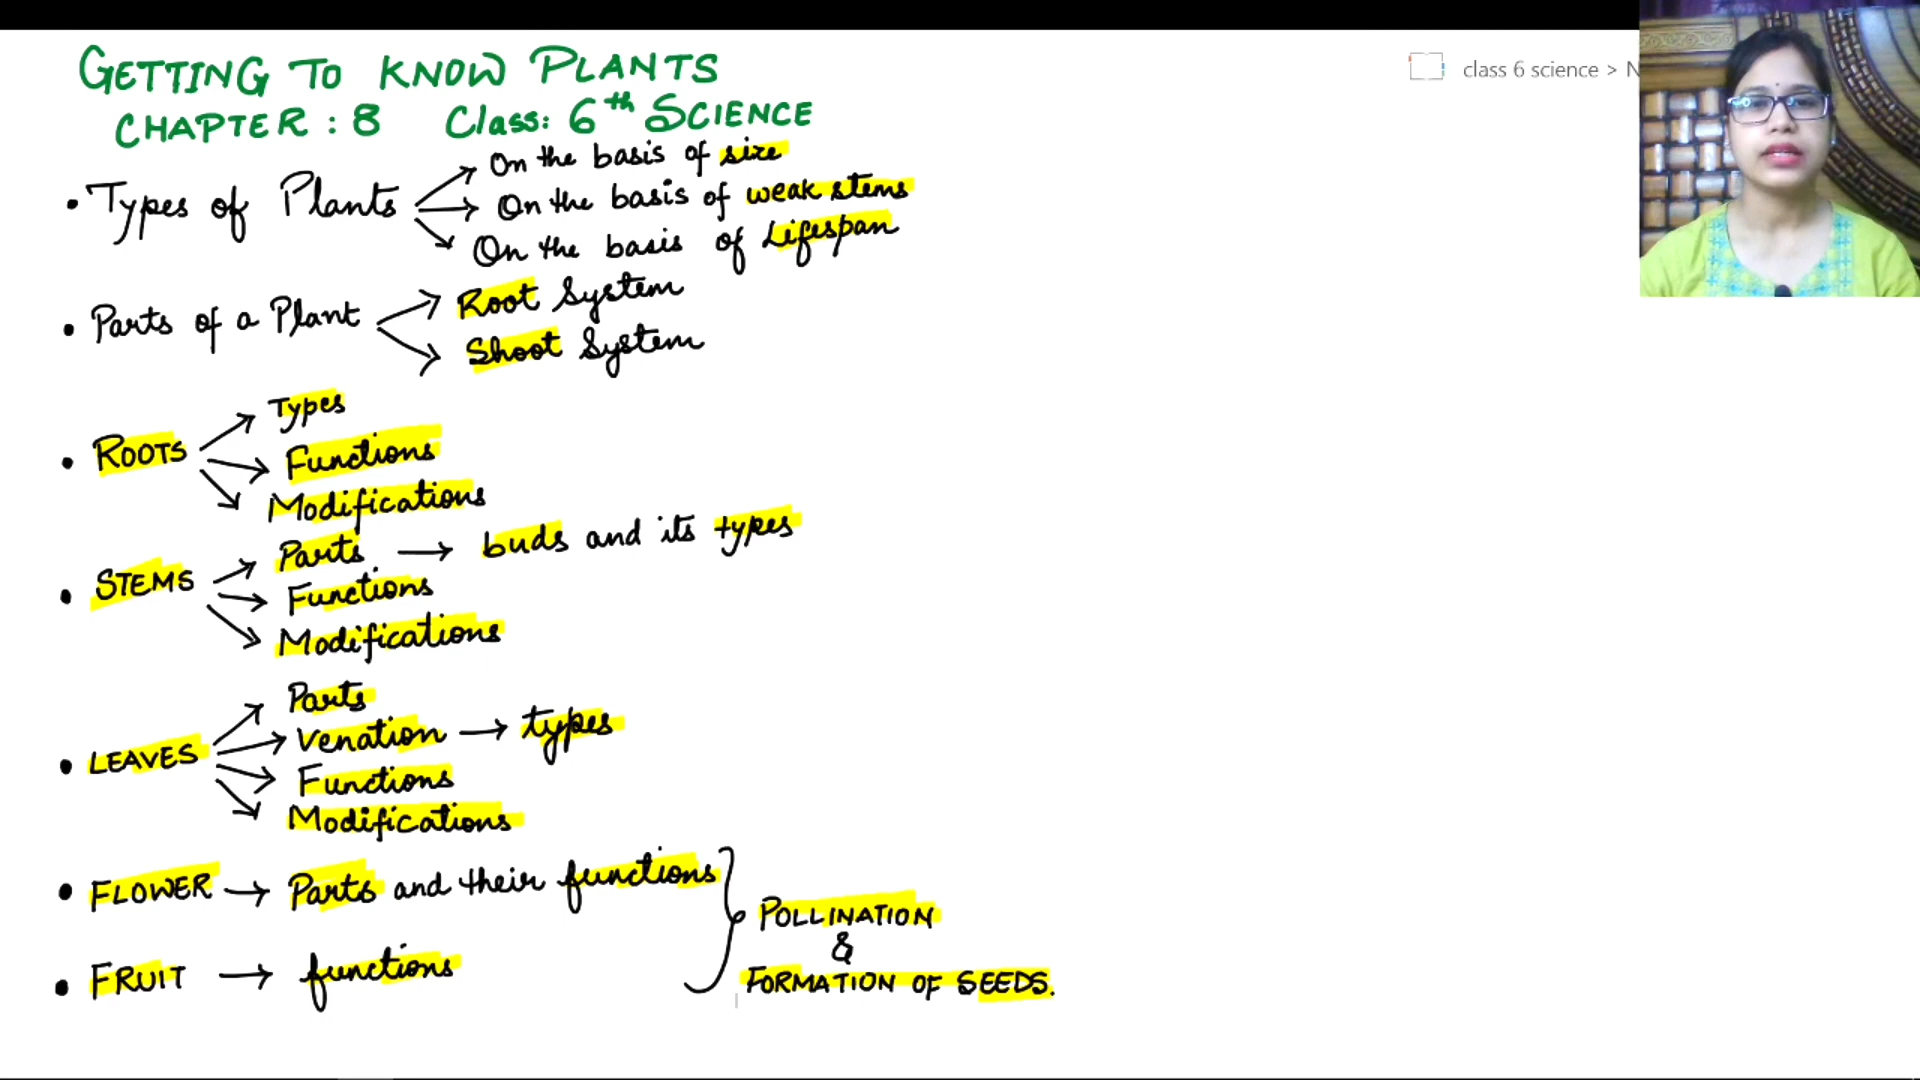 GETTING TO KNOW PLANTS
CHAPTER : 8 Class: 6th SCIENCE
class 6 science > N
• Types of Plants → On the basis of size
→ On the basis of weak stems
→ On the basis of Lifespan
• Parts of a Plant → Root System
→ Shoot System
• ROOTS → Types
→ Functions
→ Modifications
• STEMS → Parts → buds and its types
→ Functions
→ Modifications
• LEAVES → Parts
→ Venation → types
→ Functions
→ Modifications
• FLOWER → Parts and their functions
• FRUIT → functions
POLLINATION
&
FORMATION OF SEEDS.